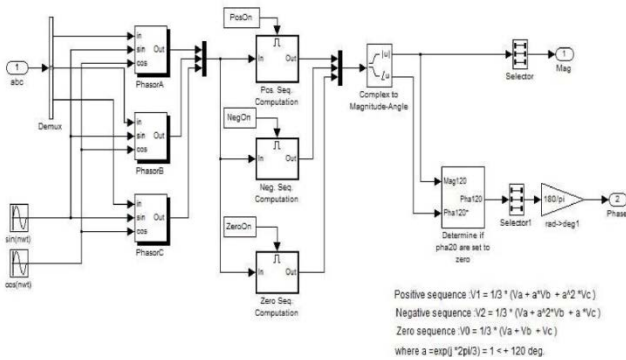 PosOn
1
abc
Demux
In
sin
cos
Out
PhasorA
In
sin
cos
Out
PhasorB
In
sin
cos
Out
PhasorC
sin(nwt)
cos(nwt)
In
Out
Pos. Seq.
Computation
NegOn
In
Out
Neg. Seq.
Computation
ZeroOn
In
Out
Zero Seq.
Computation
|u|
∠u
Complex to
Magnitude-Angle
Selector
1
Mag
Mag120
Pha120
Pha120*
Determine if
pha20 are set to
zero
Selector1
180/pi
rad->deg1
2
Phase
Positive sequence :V1 = 1/3 * (Va + a*Vb + a^2 *Vc )
Negative sequence :V2 = 1/3 * (Va + a^2*Vb + a *Vc )
Zero sequence :V0 = 1/3 * (Va + Vb + Vc )
where a =exp(j *2pi/3) = 1 < + 120 deg.